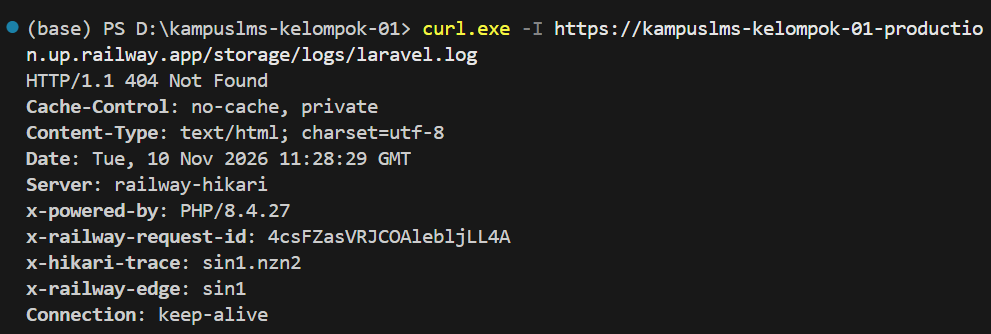 (base) PS D:\kampuslms-kelompok-01> curl.exe -I https://kampuslms-kelompok-01-productio
n.up.railway.app/storage/logs/laravel.log
HTTP/1.1 404 Not Found
Cache-Control: no-cache, private
Content-Type: text/html; charset=utf-8
Date: Tue, 10 Nov 2026 11:28:29 GMT
Server: railway-hikari
x-powered-by: PHP/8.4.27
x-railway-request-id: 4csFZasVRJCOAlebljLL4A
x-hikari-trace: sin1.nzn2
x-railway-edge: sin1
Connection: keep-alive